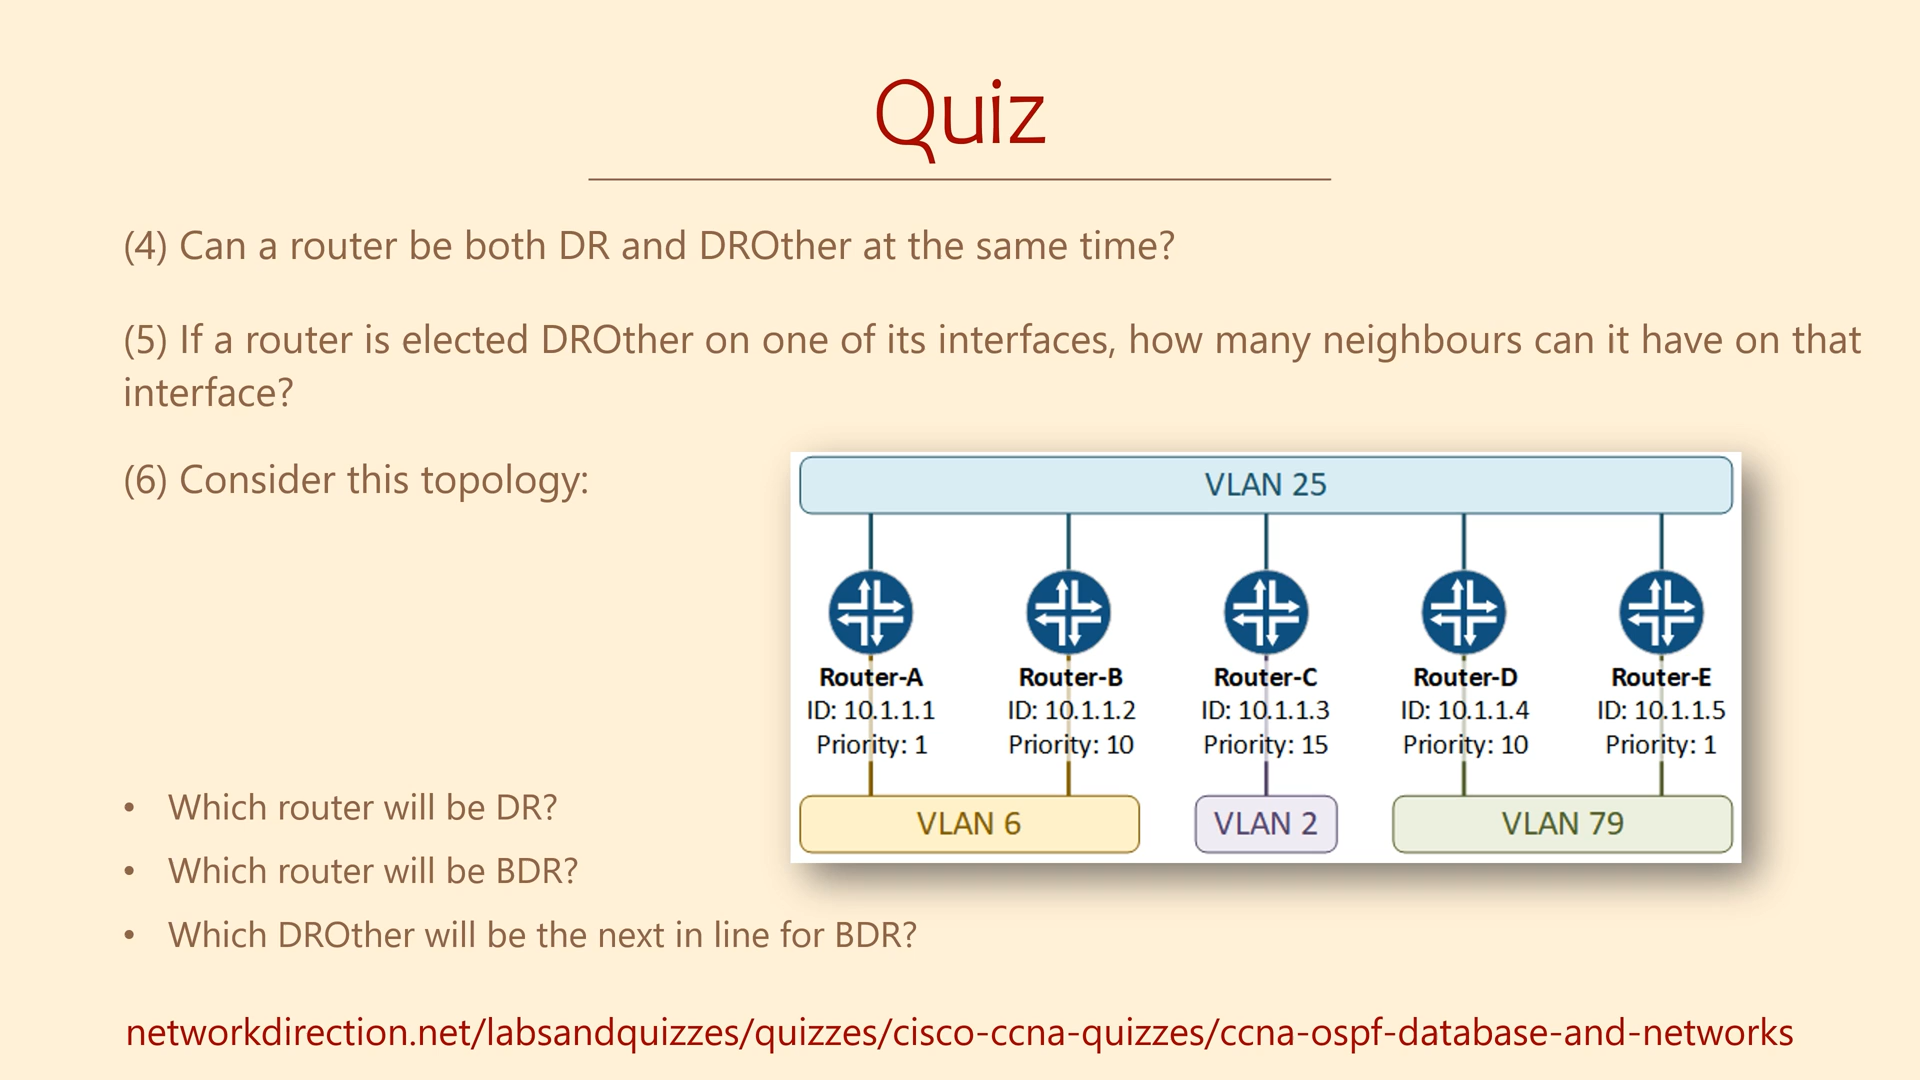 Quiz
(4) Can a router be both DR and DROther at the same time?
(5) If a router is elected DROther on one of its interfaces, how many neighbours can it have on that
interface?
(6) Consider this topology:
VLAN 25
Router-A
ID: 10.1.1.1
Priority: 1
Router-B
ID: 10.1.1.2
Priority: 10
Router-C
ID: 10.1.1.3
Priority: 15
Router-D
ID: 10.1.1.4
Priority: 10
Router-E
ID: 10.1.1.5
Priority: 1
VLAN 6
VLAN 2
VLAN 79
• Which router will be DR?
• Which router will be BDR?
• Which DROther will be the next in line for BDR?
networkdirection.net/labsandquizzes/quizzes/cisco-ccna-quizzes/ccna-ospf-database-and-networks